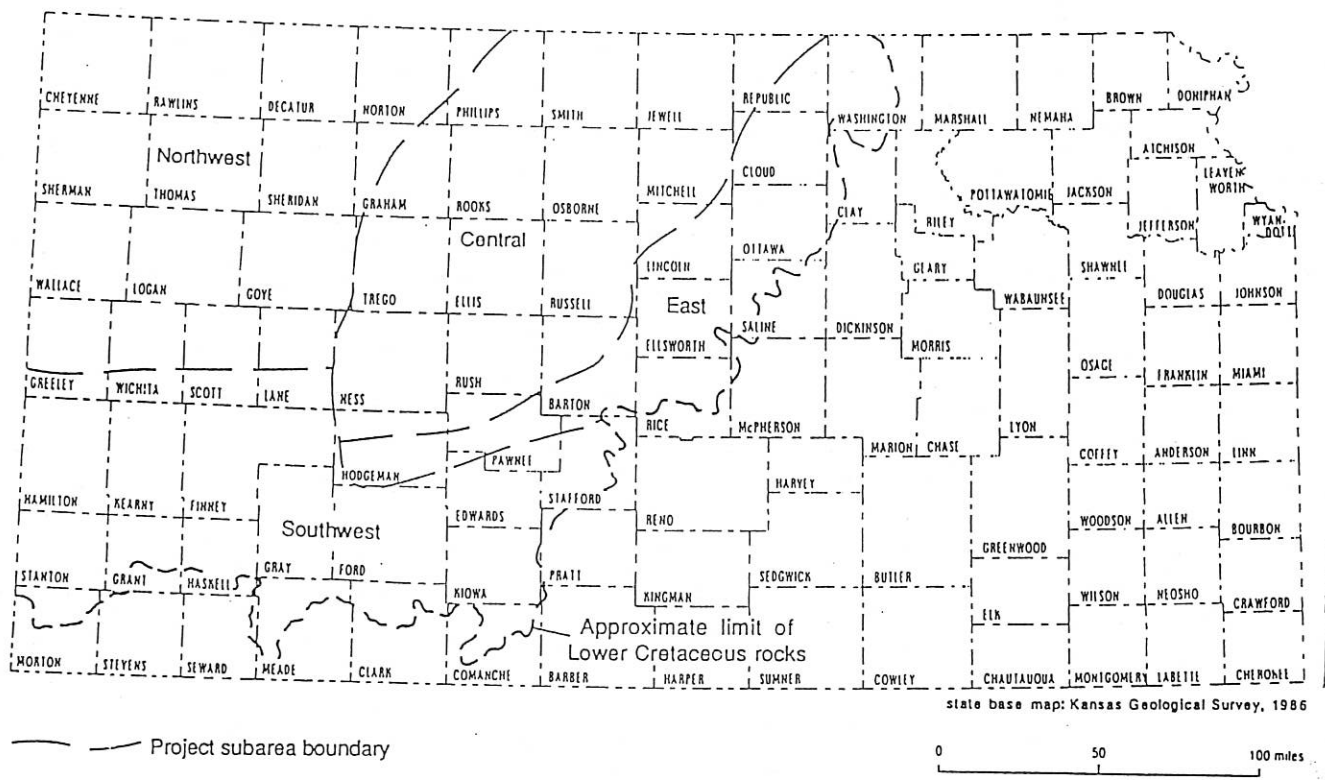 CHEYENNE
RAWLINS
DECATUR
NORTON
PHILLIPS
SMITH
JEWELL
REPUBLIC
WASHINGTON
MARSHALL
NEMAHA
BROWN
DONIPHAN
Northwest
ATCHISON
SHERMAN
THOMAS
SHERIDAN
GRAHAM
ROOKS
OSBORNE
MITCHELL
CLOUD
CLAY
RILEY
POTTAWATOMIE
JACKSON
LEAVEN
WORTH
JEFFERSON
WYAN
DOTT
Central
WALLACE
LOGAN
GOVE
TREGO
ELLIS
RUSSELL
LINCOLN
OTTAWA
GEARY
WABAUNSEE
SHAWNEE
DOUGLAS
JOHNSON
East
GREELEY
WICHITA
SCOTT
LANE
NESS
RUSH
BARTON
ELLSWORTH
SALINE
DICKINSON
MORRIS
OSAGE
FRANKLIN
MIAMI
RICE
McPHERSON
MARION
CHASE
LYON
COFFEY
ANDERSON
LINN
HAMILTON
KEARNY
FINNEY
HODGEMAN
PAWNEE
STAFFORD
RENO
HARVEY
WOODSON
ALLEN
BOURBON
Southwest
EDWARDS
STANTON
GRANT
HASKELL
GRAY
FORD
KIOWA
PRATT
KINGMAN
SEDGWICK
BUTLER
GREENWOOD
ELK
WILSON
NEOSHO
CRAWFORD
Approximate limit of
Lower Cretaceous rocks
MORTON
STEVENS
SEWARD
MEADE
CLARK
COMANCHE
BARBER
HARPER
SUMNER
COWLEY
CHAUTAUQUA
MONTGOMERY
LABETTE
CHEROKEE
state base map: Kansas Geological Survey, 1986
Project subarea boundary
0 50 100 miles